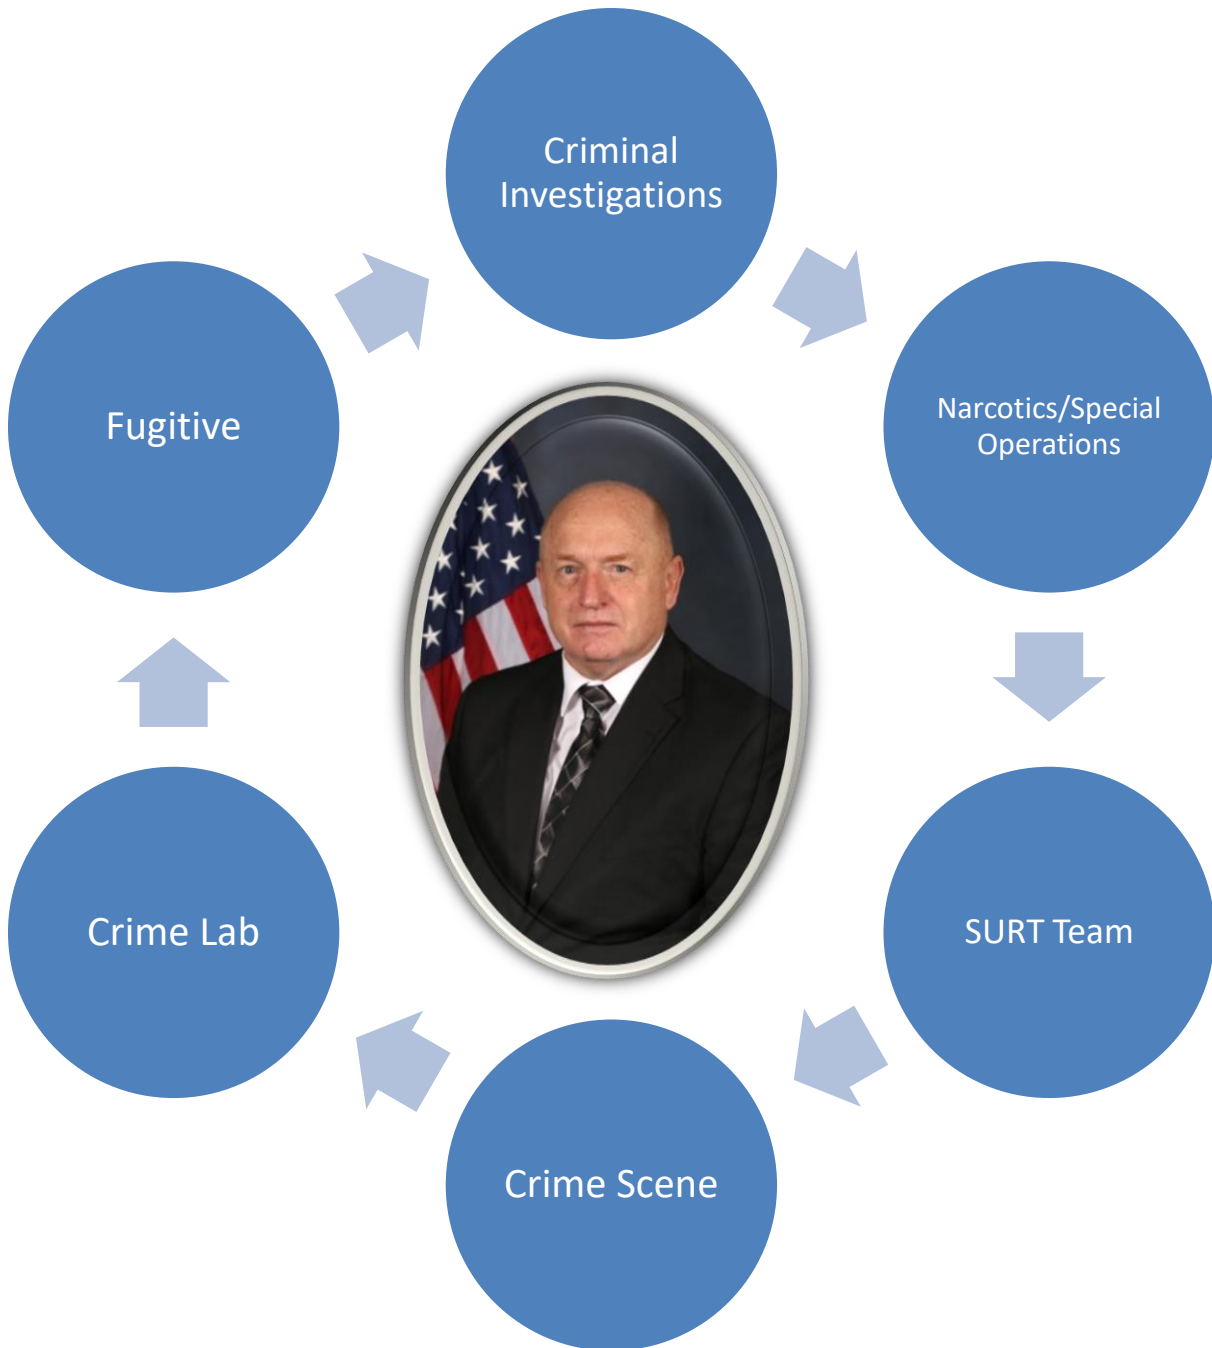 Criminal
Investigations
Narcotics/Special
Operations
SURT Team
Crime Scene
Crime Lab
Fugitive